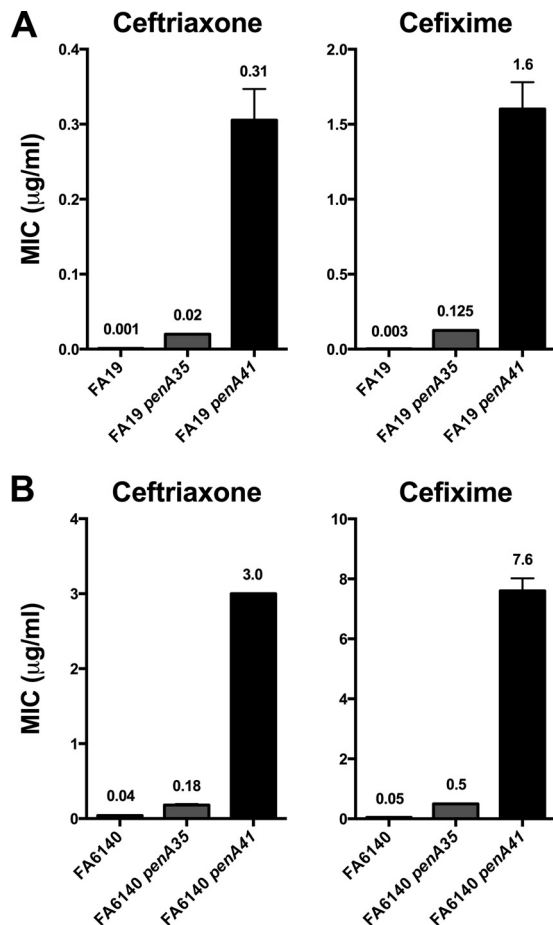 A
Ceftriaxone
Cefixime
MIC (μg/ml)
0.4
0.3
0.2
0.1
0.0
0.001
0.02
0.31
FA19
FA19 penA35
FA19 penA41
2.0
1.5
1.0
0.5
0.0
0.003
0.125
1.6
FA19
FA19 penA35
FA19 penA41
B
Ceftriaxone
Cefixime
MIC (μg/ml)
4
3
2
1
0
0.04
0.18
3.0
FA6140
FA6140 penA35
FA6140 penA41
10
8
6
4
2
0
0.05
0.5
7.6
FA6140
FA6140 penA35
FA6140 penA41